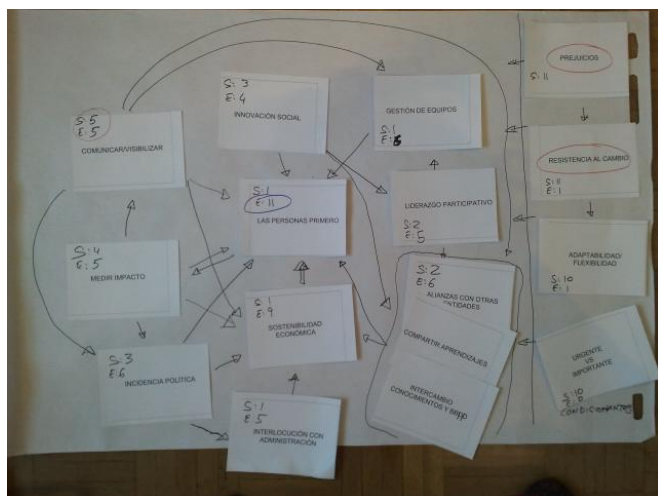 S: 5
E: 5
COMUNICAR/VISIBILIZAR
S: 3
E: 4
INNOVACIÓN SOCIAL
GESTIÓN DE EQUIPOS
S: 1
PREJUICIOS
S: 11
S: 1
E: 11
LAS PERSONAS PRIMERO
LIDERAZGO PARTICIPATIVO
S: 2
E: 5
RESISTENCIA AL CAMBIO
S: 11
E: 1
S: 4
E: 5
MEDIR IMPACTO
S: 1
E: 9
SOSTENIBILIDAD
ECONÓMICA
S: 2
E: 6
ALIANZAS CON OTRAS
ENTIDADES
ADAPTABILIDAD/
FLEXIBILIDAD
S: 10
E: 1
S: 3
E: 6
INCIDENCIA POLÍTICA
S: 1
E: 5
INTERLOCUCIÓN CON
ADMINISTRACIÓN
COMPARTIR APRENDIZAJES
INTERCAMBIO
CONOCIMIENTOS Y BBPP
URGENTE
VS
IMPORTANTE
S: 10
E: 0